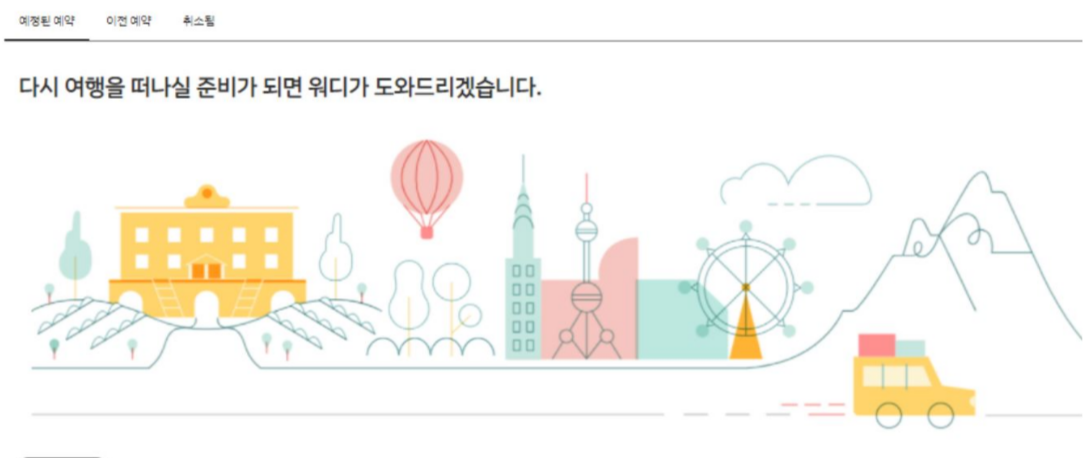 예정된 예약 이전 예약 취소됨
다시 여행을 떠나실 준비가 되면 워디가 도와드리겠습니다.